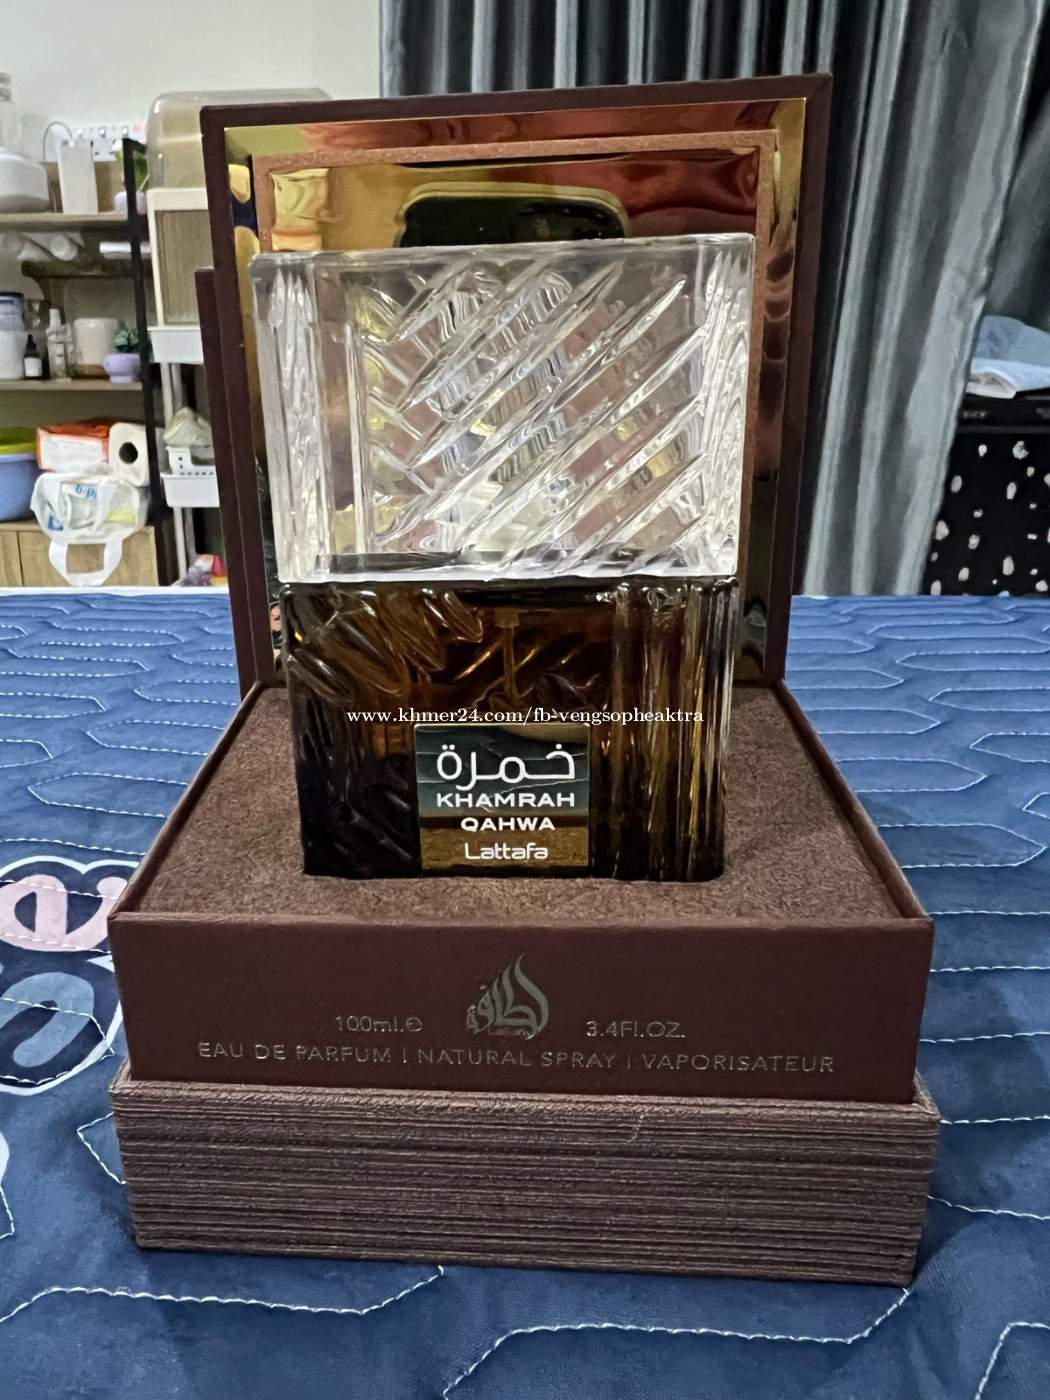 www.khmer24.com/fb-vengsopheaktra
خمرة
KHAMRAH
QAHWA
Lattafa
لطافة
100ml.℮ 3.4Fl.OZ.
EAU DE PARFUM | NATURAL SPRAY | VAPORISATEUR